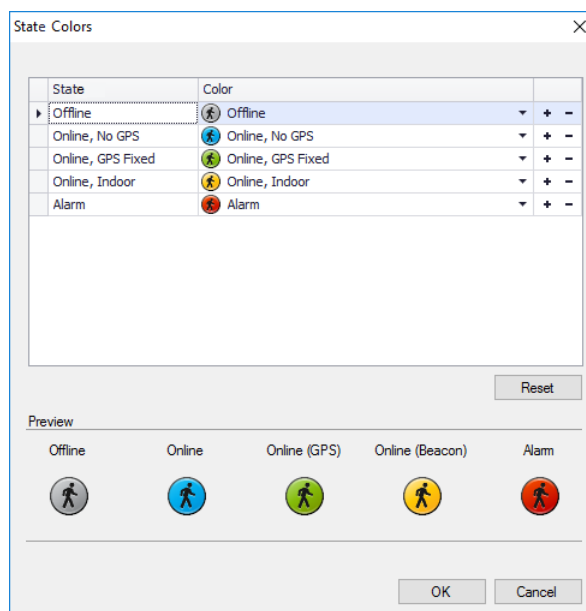 State Colors
State Color
Offline Offline
Online, No GPS Online, No GPS
Online, GPS Fixed Online, GPS Fixed
Online, Indoor Online, Indoor
Alarm Alarm
Reset
Preview
Offline Online Online (GPS) Online (Beacon) Alarm
OK Cancel